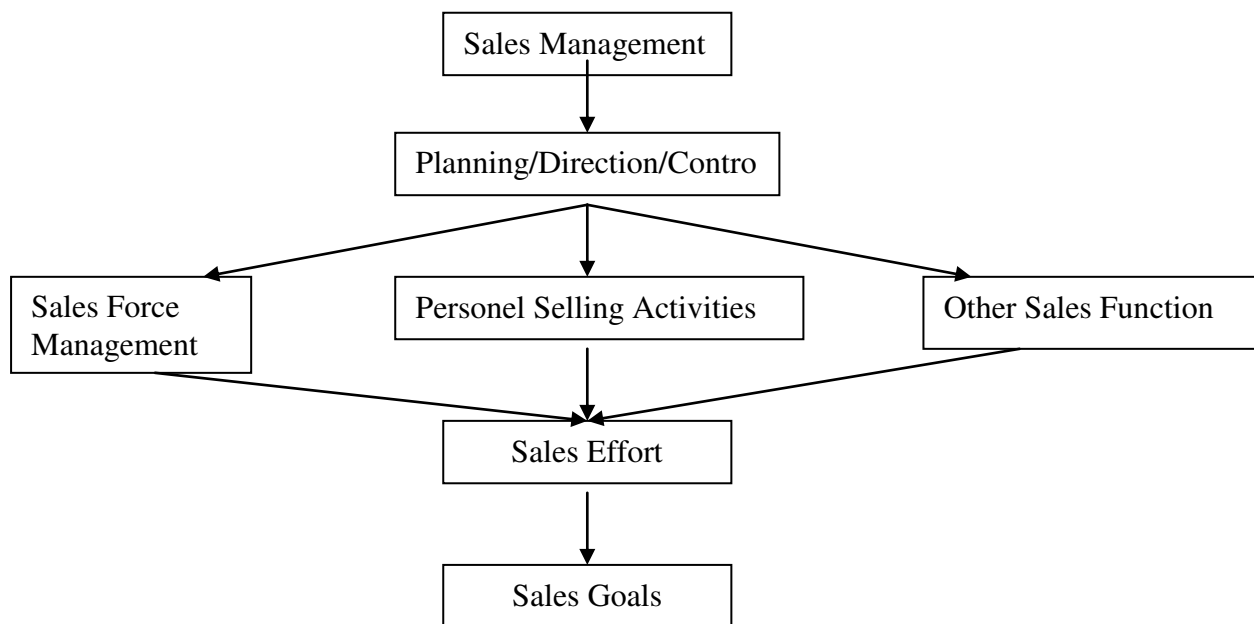 Sales Management
Planning/Direction/Contro
Sales Force
Management
Personel Selling Activities
Other Sales Function
Sales Effort
Sales Goals